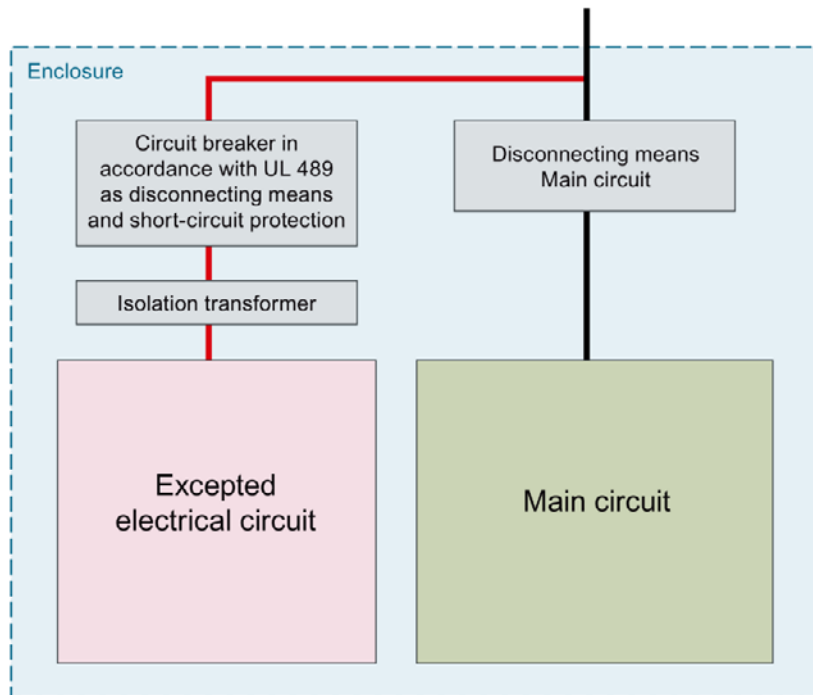 Enclosure
Circuit breaker in
accordance with UL 489
as disconnecting means
and short-circuit protection
Disconnecting means
Main circuit
Isolation transformer
Excepted
electrical circuit
Main circuit